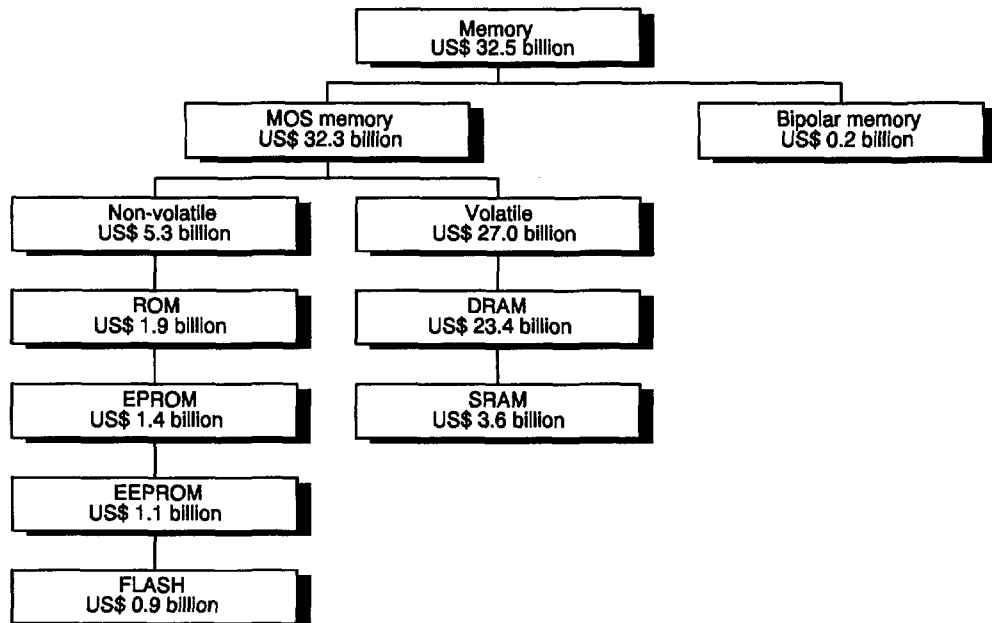 Memory
US$ 32.5 billion
MOS memory
US$ 32.3 billion
Bipolar memory
US$ 0.2 billion
Non-volatile
US$ 5.3 billion
Volatile
US$ 27.0 billion
ROM
US$ 1.9 billion
DRAM
US$ 23.4 billion
EPROM
US$ 1.4 billion
SRAM
US$ 3.6 billion
EEPROM
US$ 1.1 billion
FLASH
US$ 0.9 billion